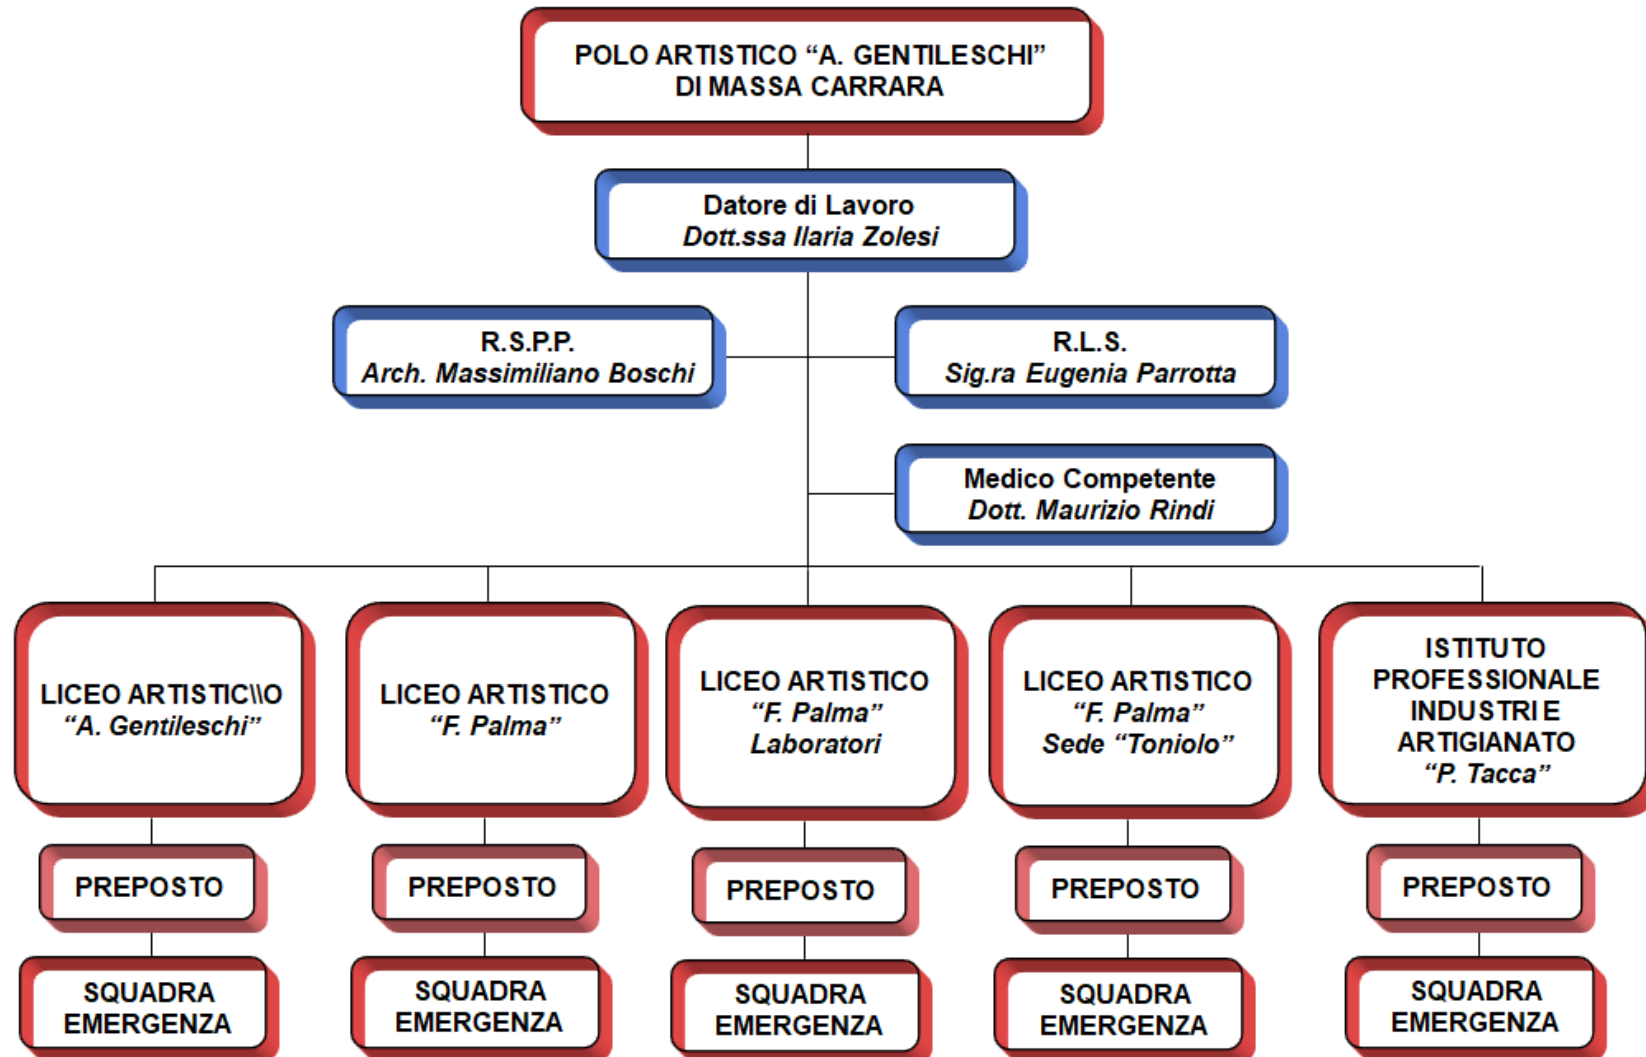 POLO ARTISTICO “A. GENTILESCHI”
DI MASSA CARRARA
Datore di Lavoro
Dott.ssa Ilaria Zolesi
R.S.P.P.
Arch. Massimiliano Boschi
R.L.S.
Sig.ra Eugenia Parrotta
Medico Competente
Dott. Maurizio Rindi
LICEO ARTISTIC\\O
“A. Gentileschi”
LICEO ARTISTICO
“F. Palma”
LICEO ARTISTICO
“F. Palma”
Laboratori
LICEO ARTISTICO
“F. Palma”
Sede “Toniolo”
ISTITUTO
PROFESSIONALE
INDUSTRI E
ARTIGIANATO
“P. Tacca”
PREPOSTO
PREPOSTO
PREPOSTO
PREPOSTO
PREPOSTO
SQUADRA
EMERGENZA
SQUADRA
EMERGENZA
SQUADRA
EMERGENZA
SQUADRA
EMERGENZA
SQUADRA
EMERGENZA